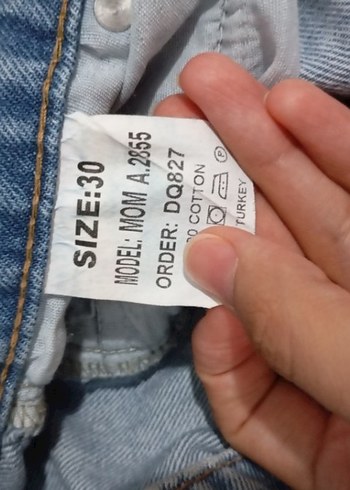 SIZE:30
MODEL: MOM A.2855
ORDER: DQ827
COTTON
P
TURKEY